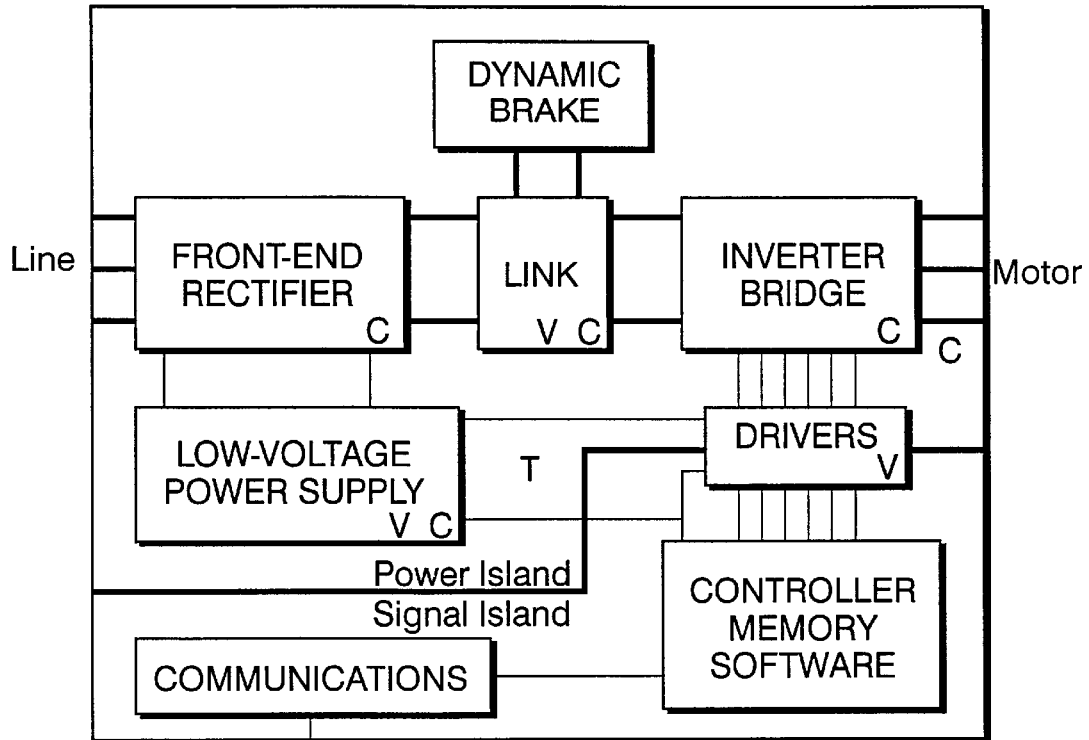 DYNAMIC
BRAKE
Line
FRONT-END
RECTIFIER
C
LINK
V C
INVERTER
BRIDGE
C
Motor
C
LOW-VOLTAGE
POWER SUPPLY
V C
T
DRIVERS
V
Power Island
Signal Island
CONTROLLER
MEMORY
SOFTWARE
COMMUNICATIONS